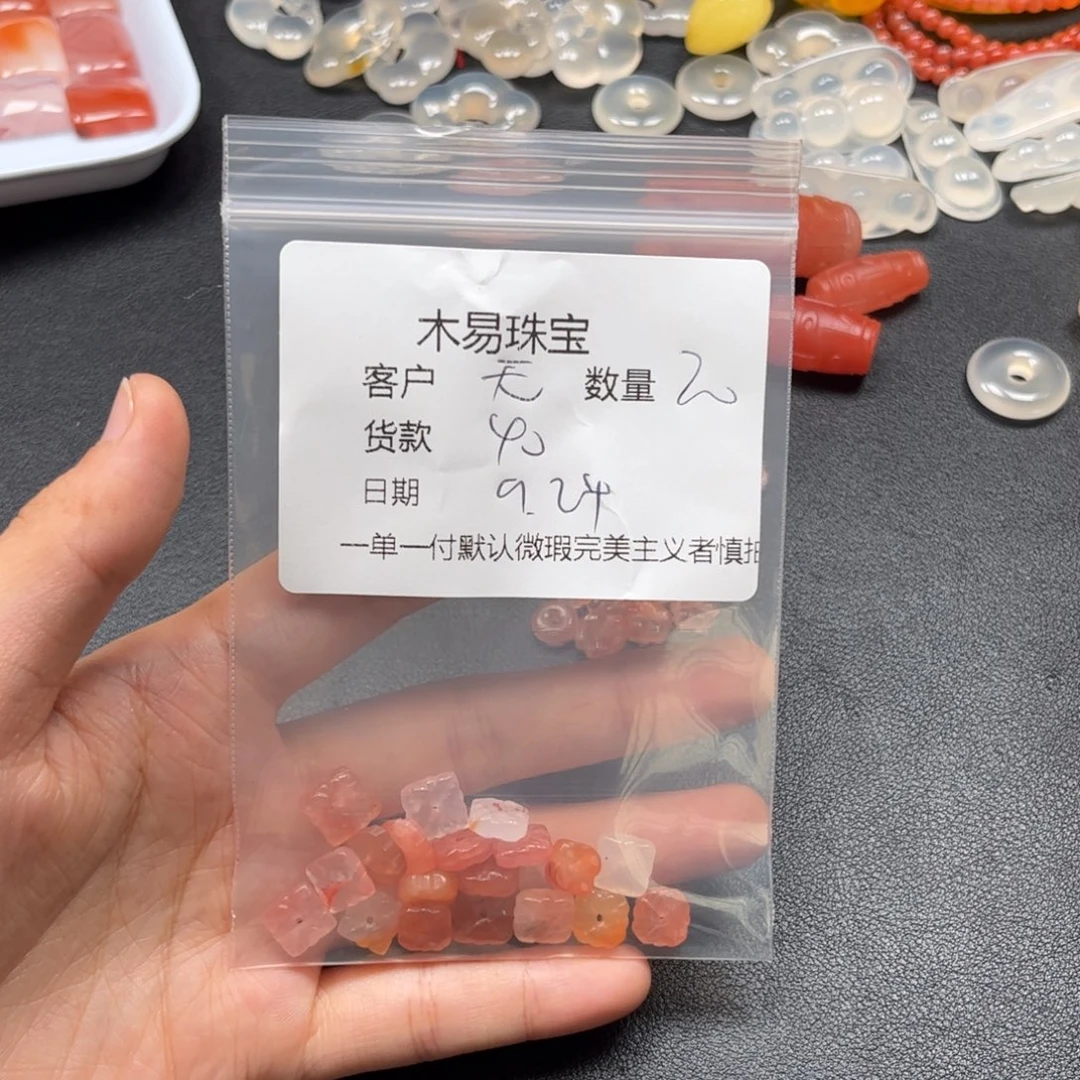 木易珠宝
客户 无 数量 20
货款 40
日期 9.24
一单一付默认微瑕完美主义者慎拍